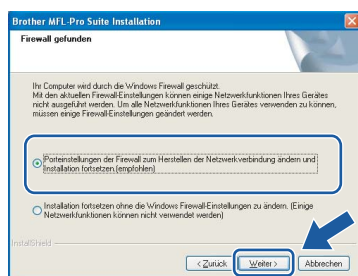 Brother MFL-Pro Suite Installation
Firewall gefunden
Ihr Computer wird durch die Windows Firewall geschützt.
Mit den aktuellen Firewall-Einstellungen können einige Netzwerkfunktionen Ihres Gerätes
nicht ausgeführt werden. Um alle Netzwerkfunktionen Ihres Gerätes verwenden zu können,
müssen einige Firewall-Einstellungen geändert werden.
Porteinstellungen der Firewall zum Herstellen der Netzwerkverbindung ändern und
Installation fortsetzen.(empfohlen)
Installation fortsetzen ohne die Windows Firewall-Einstellungen zu ändern. (Einige
Netzwerkfunktionen können nicht verwendet werden)
InstallShield
< Zurück Weiter > Abbrechen